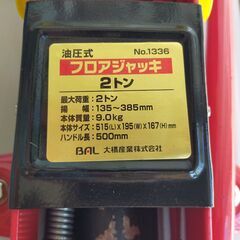 油圧式 No.1336
フロアジャッキ
2トン
最大荷重：2トン
揚　程：135〜385mm
本体質量：9.0kg
本体サイズ：515(L)×195(W)×167(H)mm
ハンドル長：500mm
BAL 大橋産業株式会社